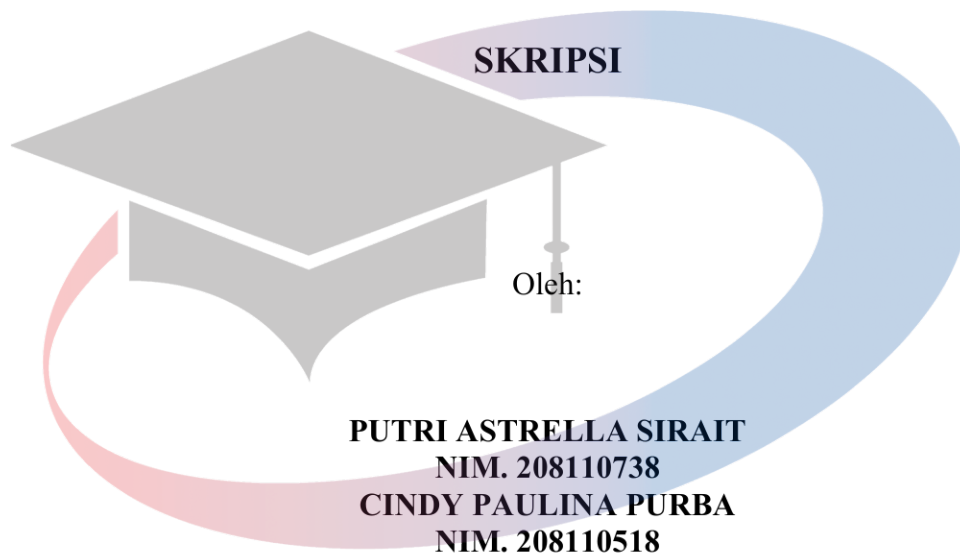 SKRIPSI
Oleh:
PUTRI ASTRELLA SIRAIT
NIM. 208110738
CINDY PAULINA PURBA
NIM. 208110518